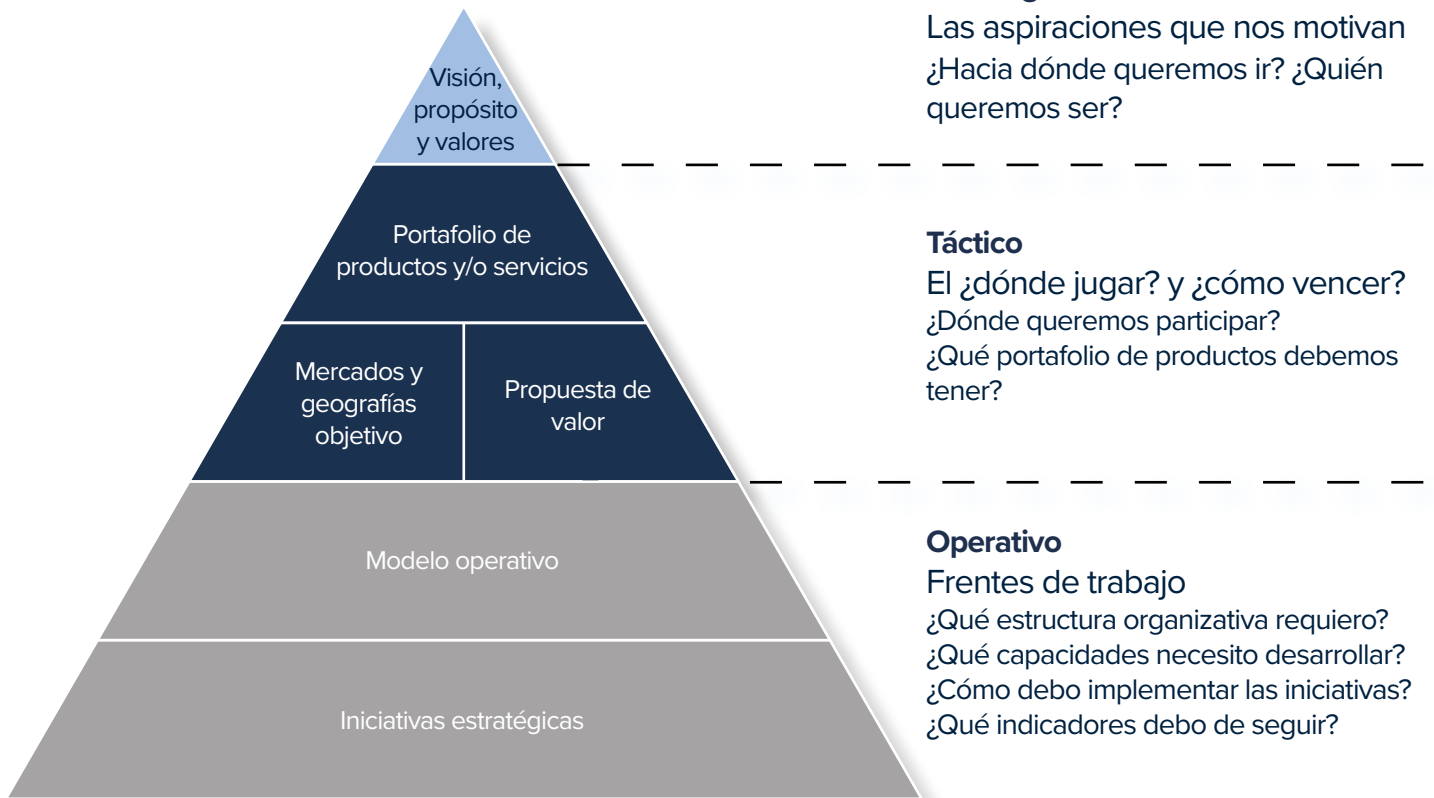 Las aspiraciones que nos motivan
¿Hacia dónde queremos ir? ¿Quién
queremos ser?
Visión,
propósito
y valores
Táctico
El ¿dónde jugar? y ¿cómo vencer?
¿Dónde queremos participar?
¿Qué portafolio de productos debemos
tener?
Portafolio de
productos y/o servicios
Mercados y
geografías
objetivo
Propuesta de
valor
Operativo
Frentes de trabajo
¿Qué estructura organizativa requiero?
¿Qué capacidades necesito desarrollar?
¿Cómo debo implementar las iniciativas?
¿Qué indicadores debo de seguir?
Modelo operativo
Iniciativas estratégicas